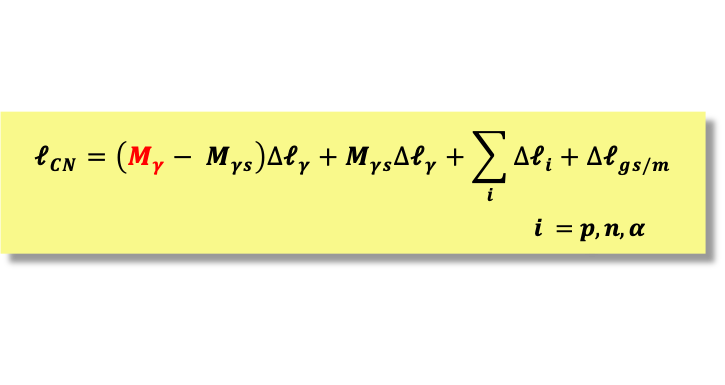 ℓ_CN = (M_γ − M_γs)Δℓ_γ + M_γsΔℓ_γ + ∑_i Δℓ_i + Δℓ_gs/m
i = p, n, α